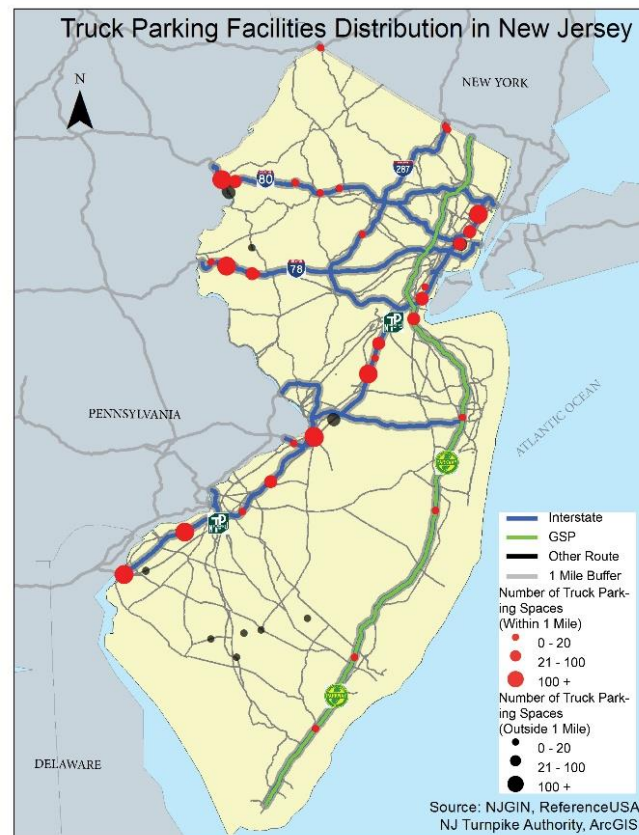 Truck Parking Facilities Distribution in New Jersey
N
NEW YORK
80
287
78
PENNSYLVANIA
ATLANTIC OCEAN
DELAWARE
Interstate
GSP
Other Route
1 Mile Buffer
Number of Truck Park-
ing Spaces
(Within 1 Mile)
0 - 20
21 - 100
100 +
Number of Truck Park-
ing Spaces
(Outside 1 Mile)
0 - 20
21 - 100
100 +
Source: NJGIN, ReferenceUSA
NJ Turnpike Authority, ArcGIS